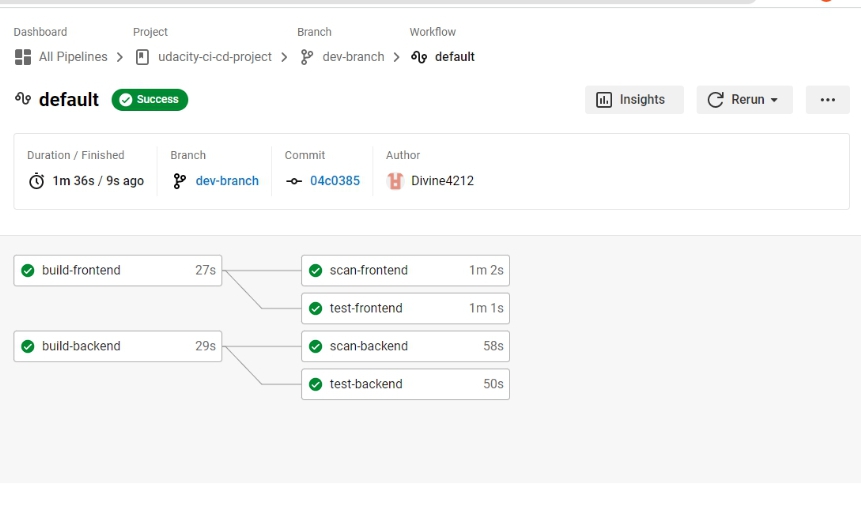 Dashboard Project Branch Workflow
All Pipelines udacity-ci-cd-project dev-branch default
default Success Insights Rerun
Duration / Finished Branch Commit Author
1m 36s / 9s ago dev-branch 04c0385 Divine4212
build-frontend 27s scan-frontend 1m 2s
test-frontend 1m 1s
build-backend 29s scan-backend 58s
test-backend 50s